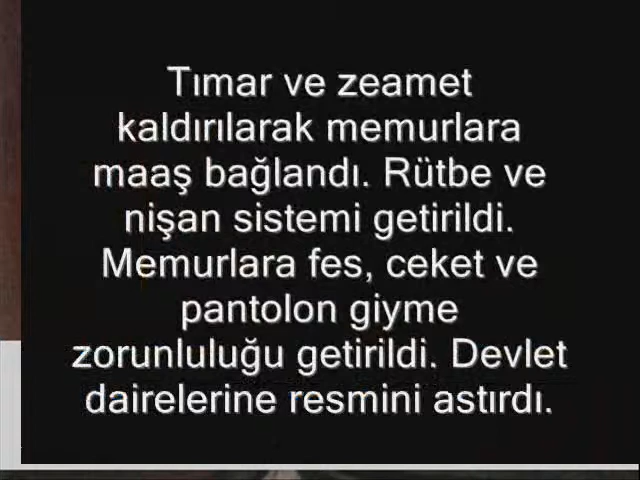 Tımar ve zeamet
kaldırılarak memurlara
maaş bağlandı. Rütbe ve
nişan sistemi getirildi.
Memurlara fes, ceket ve
pantolon giyme
zorunluluğu getirildi. Devlet
dairelerine resmini astırdı.